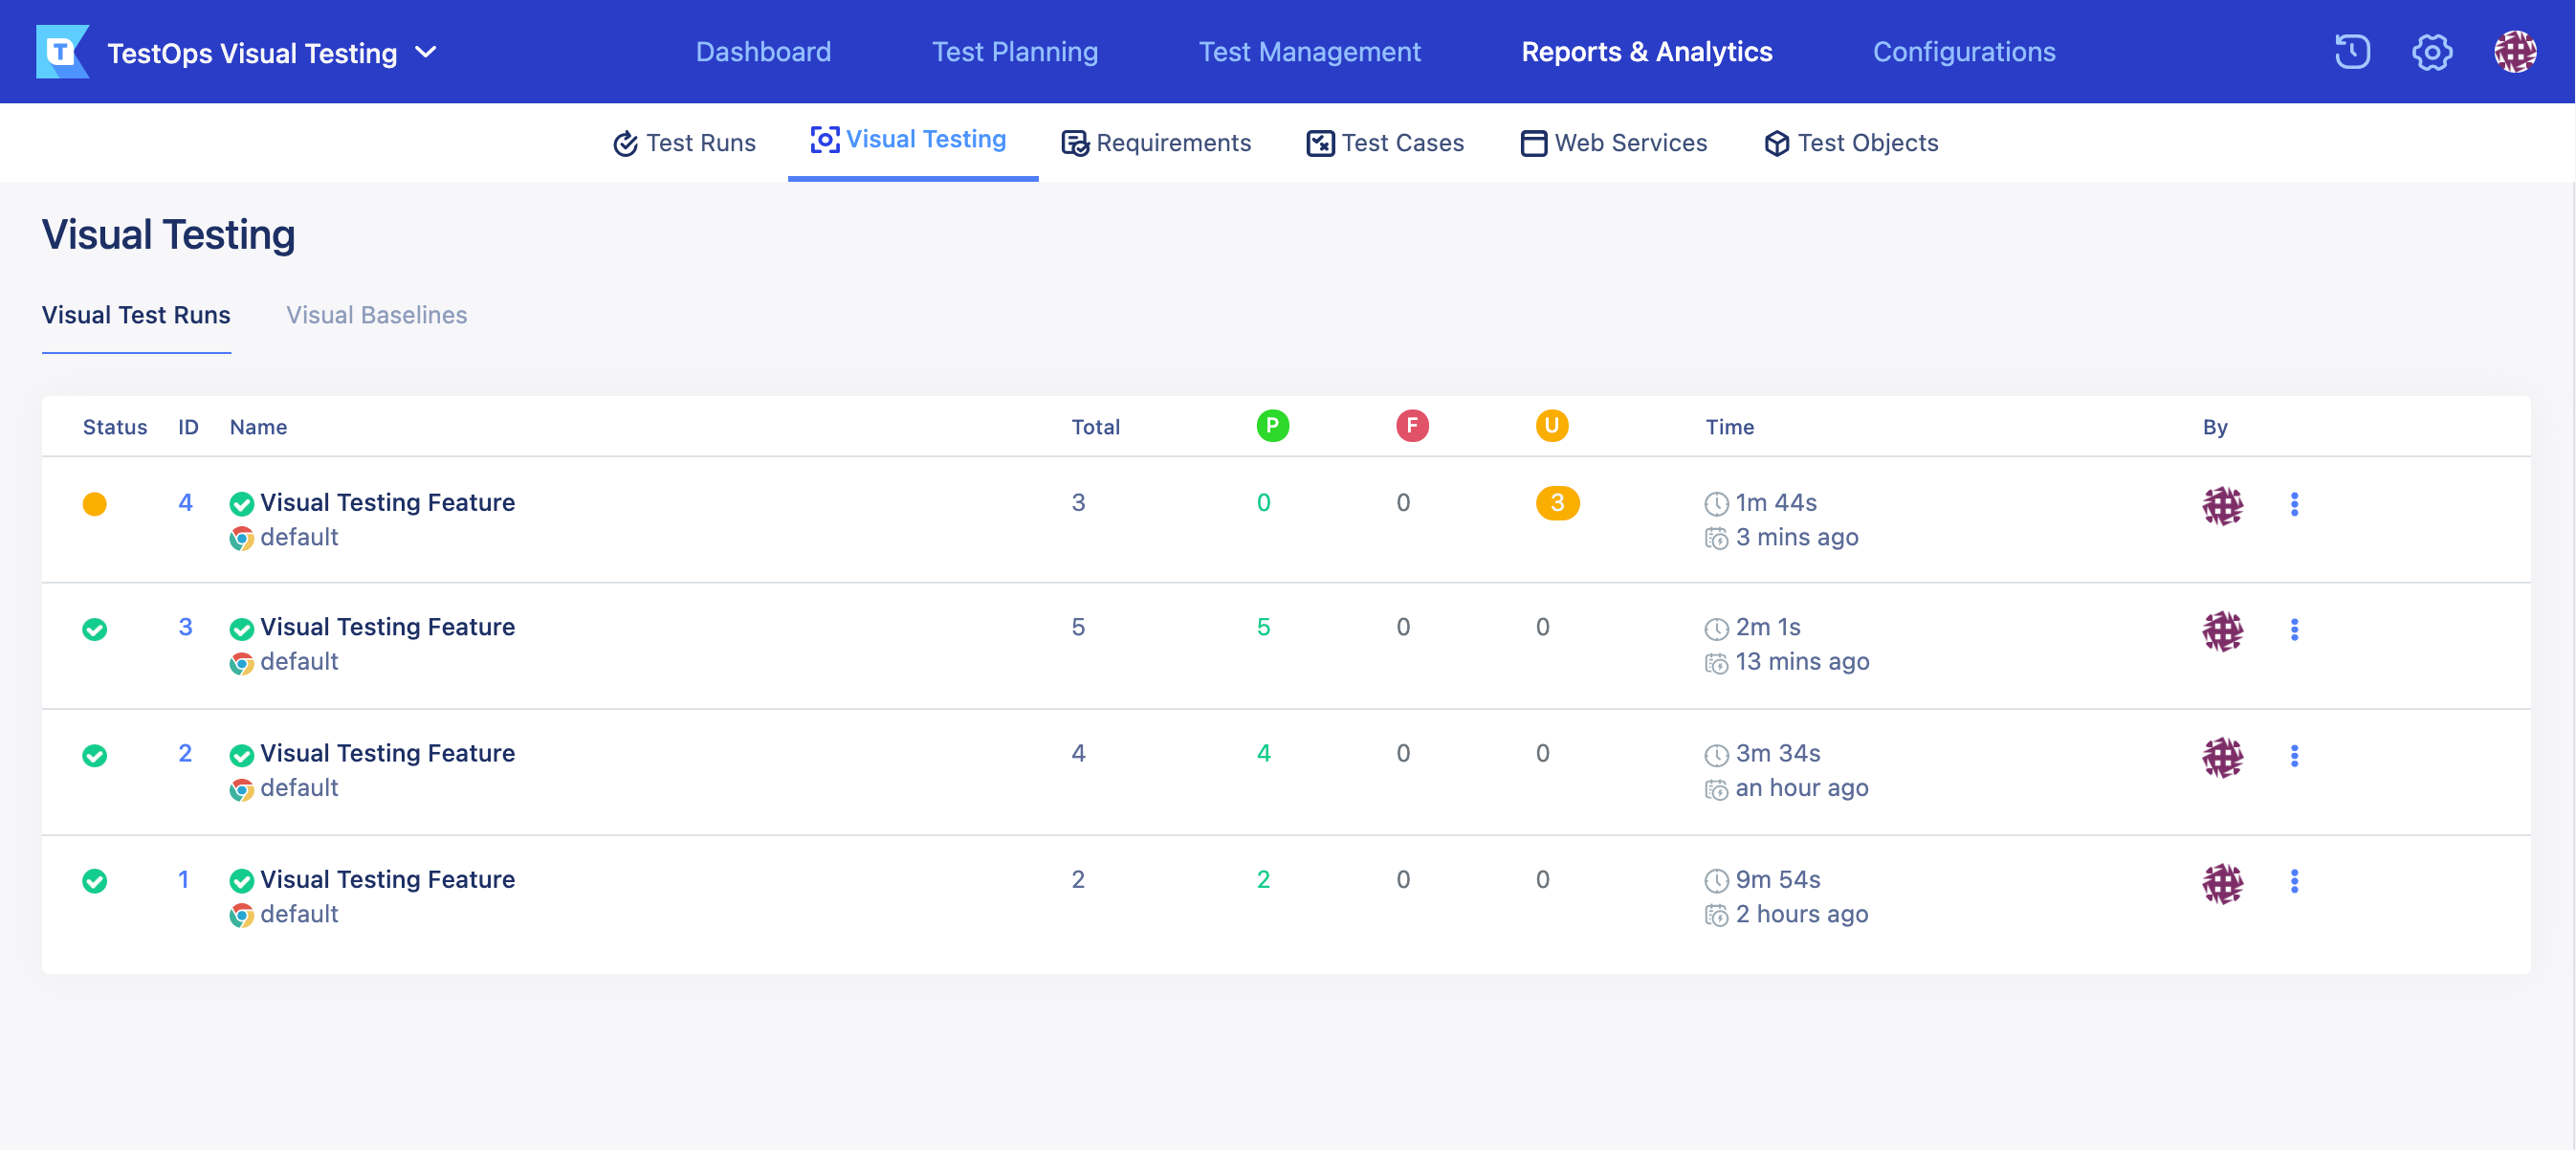 T TestOps Visual Testing Dashboard Test Planning Test Management Reports & Analytics Configurations
Test Runs Visual Testing Requirements Test Cases Web Services Test Objects
Visual Testing
Visual Test Runs Visual Baselines
Status ID Name Total P F U Time By
4 Visual Testing Feature 3 0 0 3 1m 44s
default 3 mins ago
3 Visual Testing Feature 5 5 0 0 2m 1s
default 13 mins ago
2 Visual Testing Feature 4 4 0 0 3m 34s
default an hour ago
1 Visual Testing Feature 2 2 0 0 9m 54s
default 2 hours ago